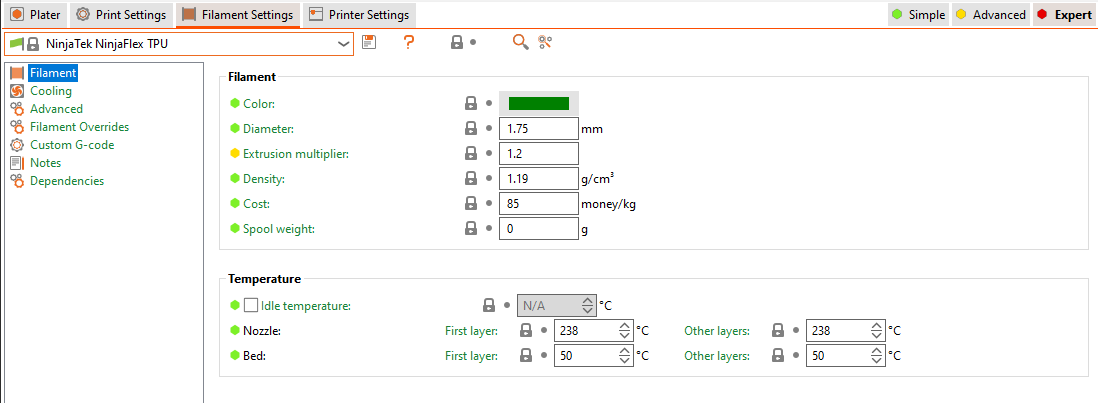 Plater Print Settings Filament Settings Printer Settings Simple Advanced Expert
NinjaTek NinjaFlex TPU ?
Filament
Cooling
Advanced
Filament Overrides
Custom G-code
Notes
Dependencies
Filament
Color:
Diameter: 1.75 mm
Extrusion multiplier: 1.2
Density: 1.19 g/cm³
Cost: 85 money/kg
Spool weight: 0 g
Temperature
Idle temperature: N/A °C
Nozzle: First layer: 238 °C Other layers: 238 °C
Bed: First layer: 50 °C Other layers: 50 °C